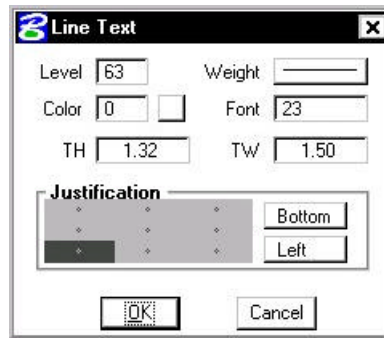 Line Text
Level 63 Weight
Color 0 Font 23
TH 1.32 TW 1.50
Justification
Bottom
Left
OK Cancel